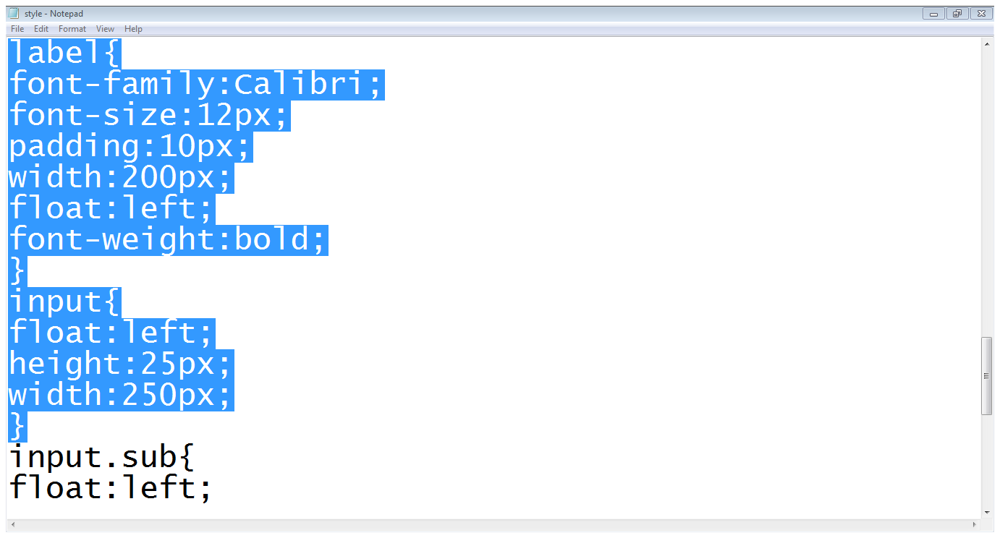 style - Notepad
File Edit Format View Help
label{
font-family:Calibri;
font-size:12px;
padding:10px;
width:200px;
float:left;
font-weight:bold;
}
input{
float:left;
height:25px;
width:250px;
}
input.sub{
float:left;